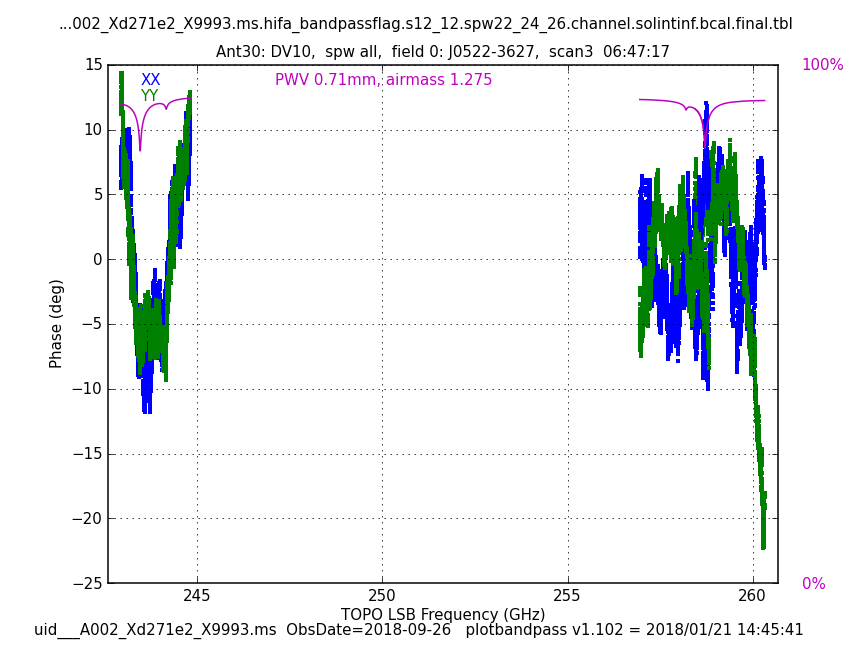 ...002_Xd271e2_X9993.ms.hifa_bandpassflag.s12_12.spw22_24_26.channel.solintinf.bcal.final.tbl
Ant30: DV10,  spw all,  field 0: J0522-3627,  scan3  06:47:17
15
100%
XX
PWV 0.71mm, airmass 1.275
YY
10
5
0
−5
−10
−15
−20
−25
0%
Phase (deg)
245
250
255
260
TOPO LSB Frequency (GHz)
uid___A002_Xd271e2_X9993.ms  ObsDate=2018-09-26   plotbandpass v1.102 = 2018/01/21 14:45:41